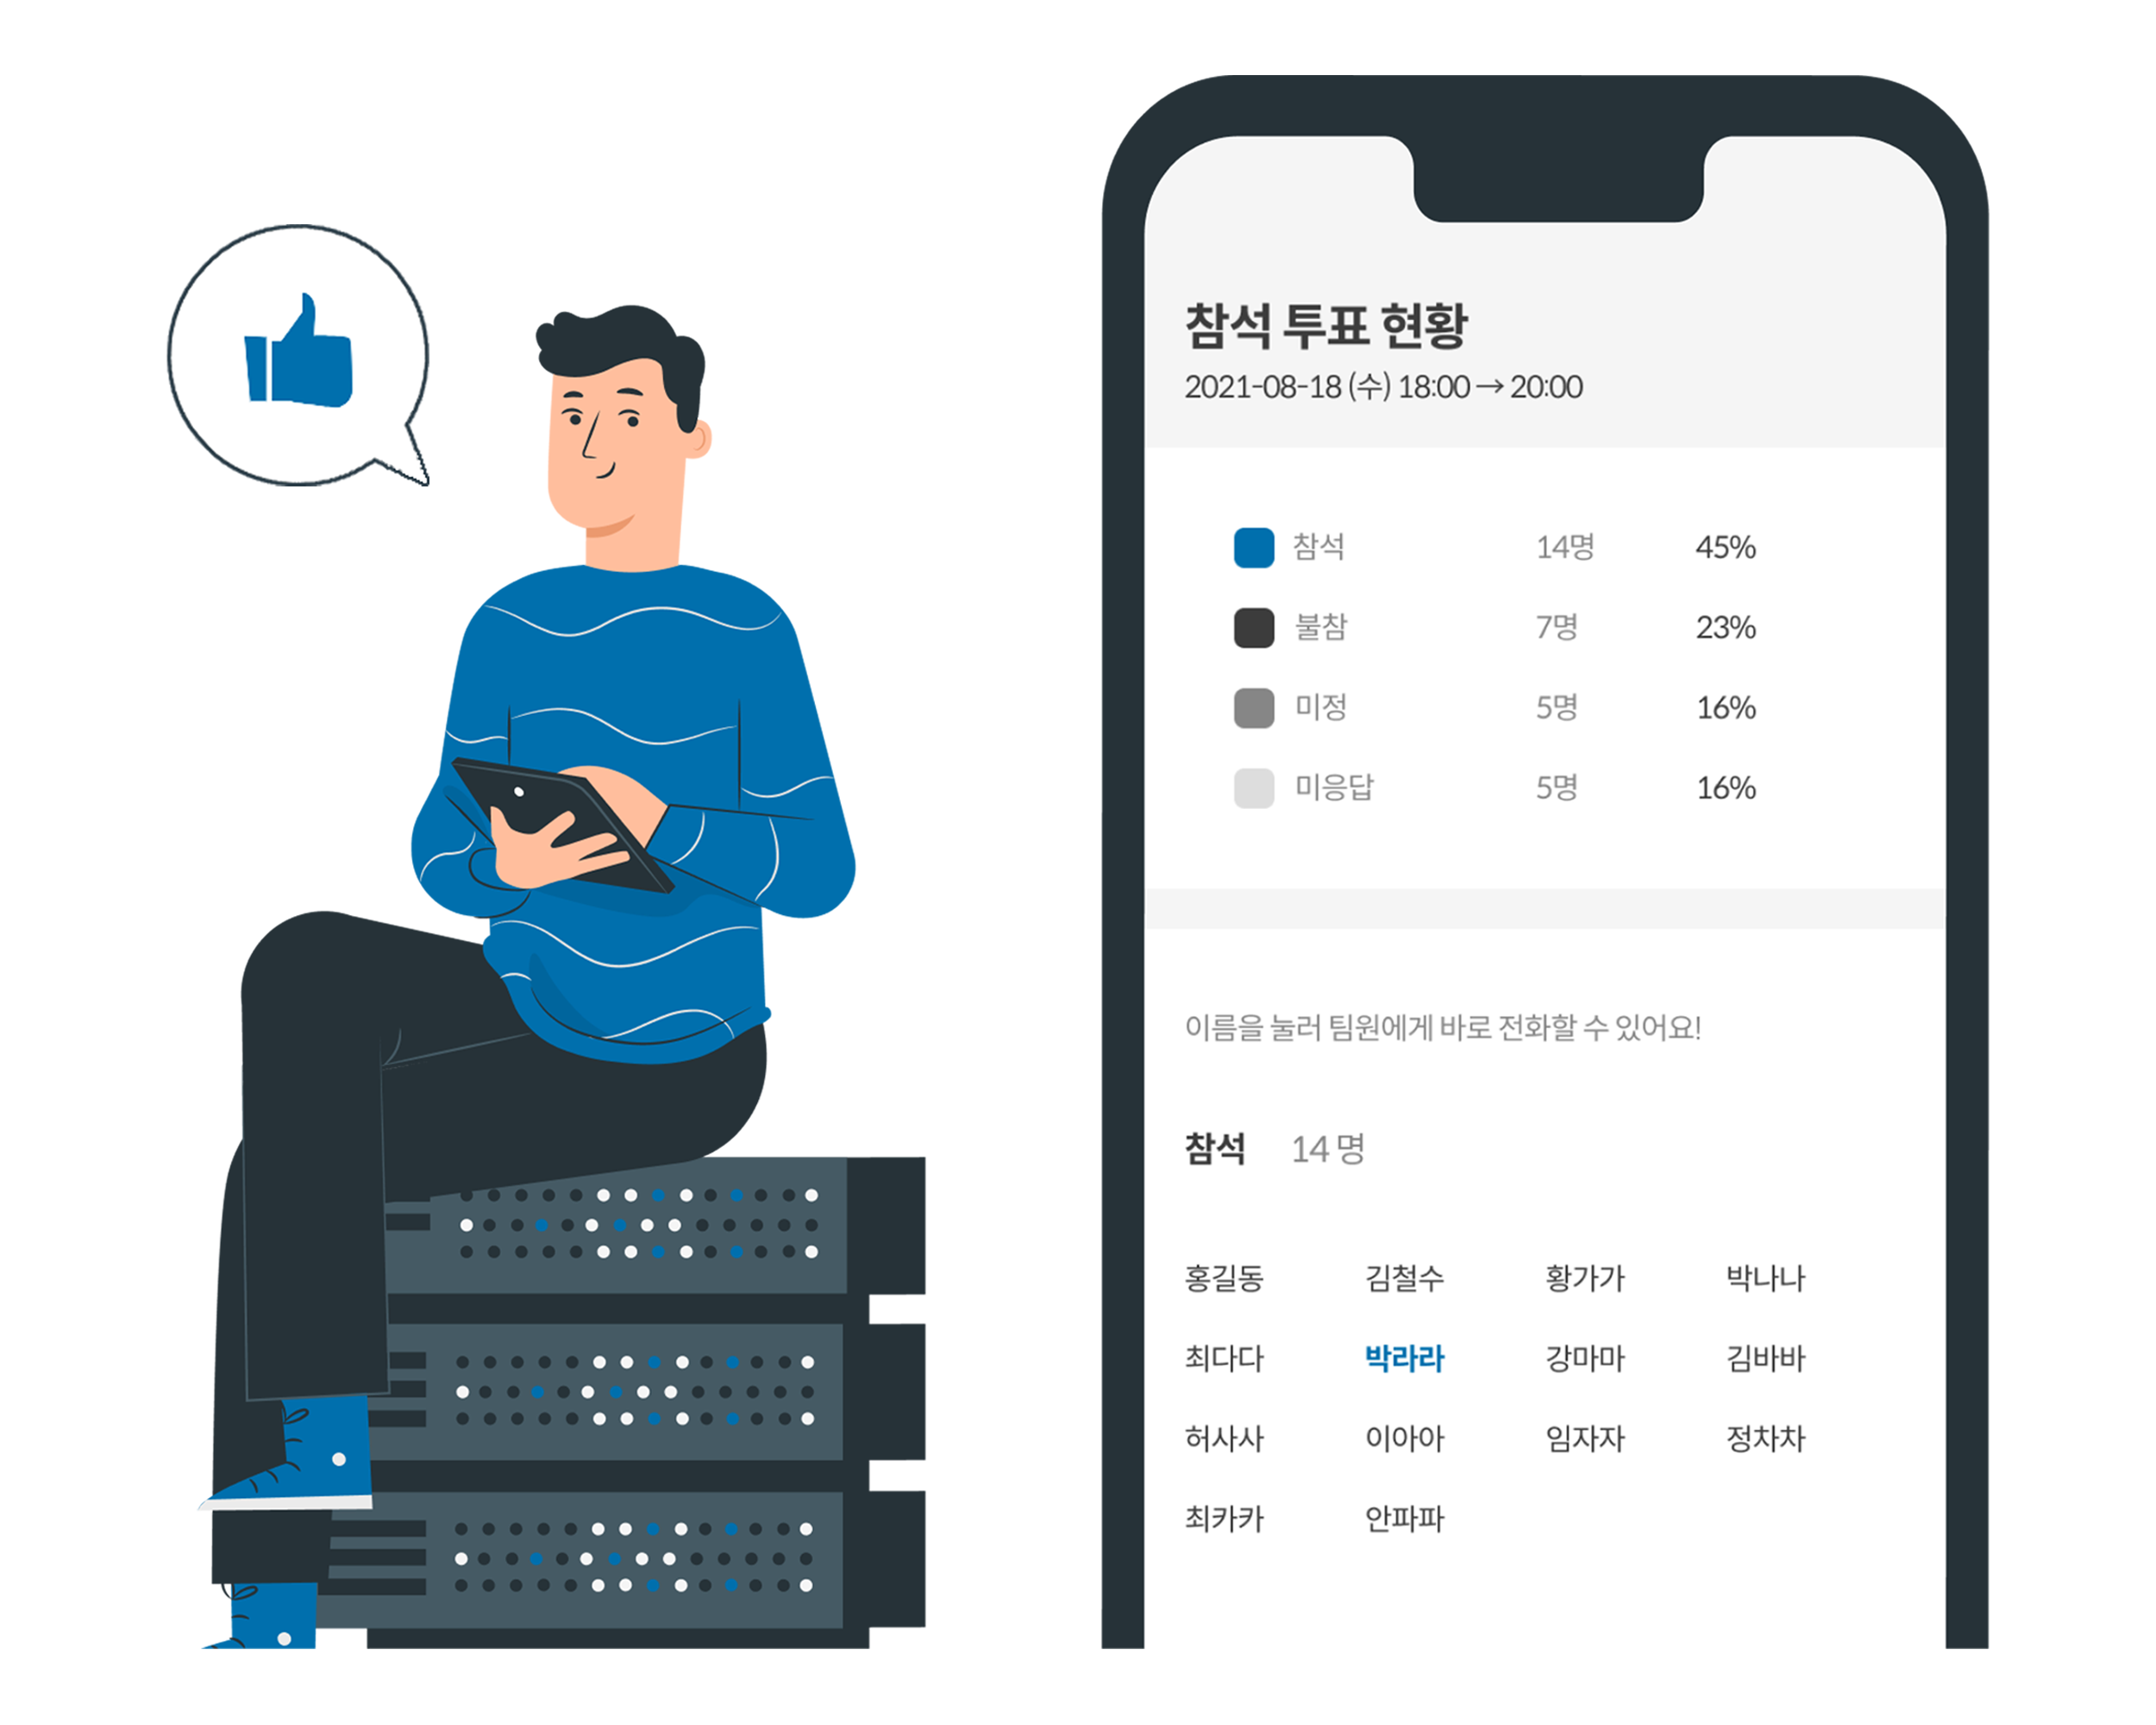 참석 투표 현황
2021-08-18 (수) 18:00 → 20:00
참석 14명 45%
불참 7명 23%
미정 5명 16%
미응답 5명 16%
이름을 눌러 팀원에게 바로 전화할 수 있어요!
참석 14 명
홍길동 김철수 황가가 박나나
최다다 박라라 강마마 김바바
허사사 이아아 임자자 정차차
최카카 안파파